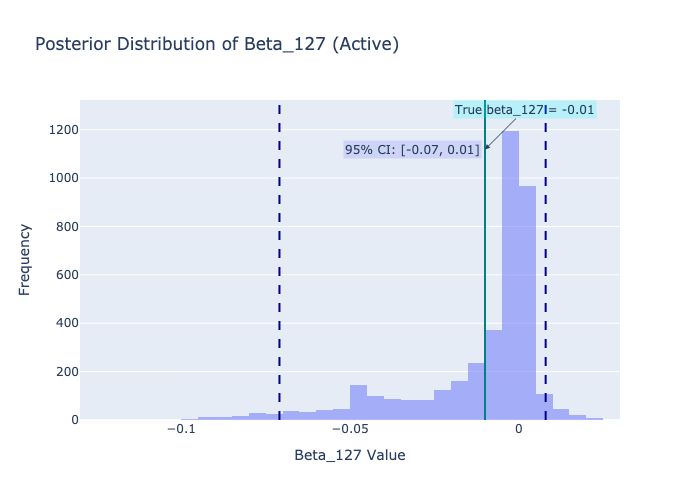 Posterior Distribution of Beta_127 (Active)
True beta_127 = -0.01
95% CI: [-0.07, 0.01]
1200
1000
800
600
400
200
0
Frequency
−0.1
−0.05
0
Beta_127 Value